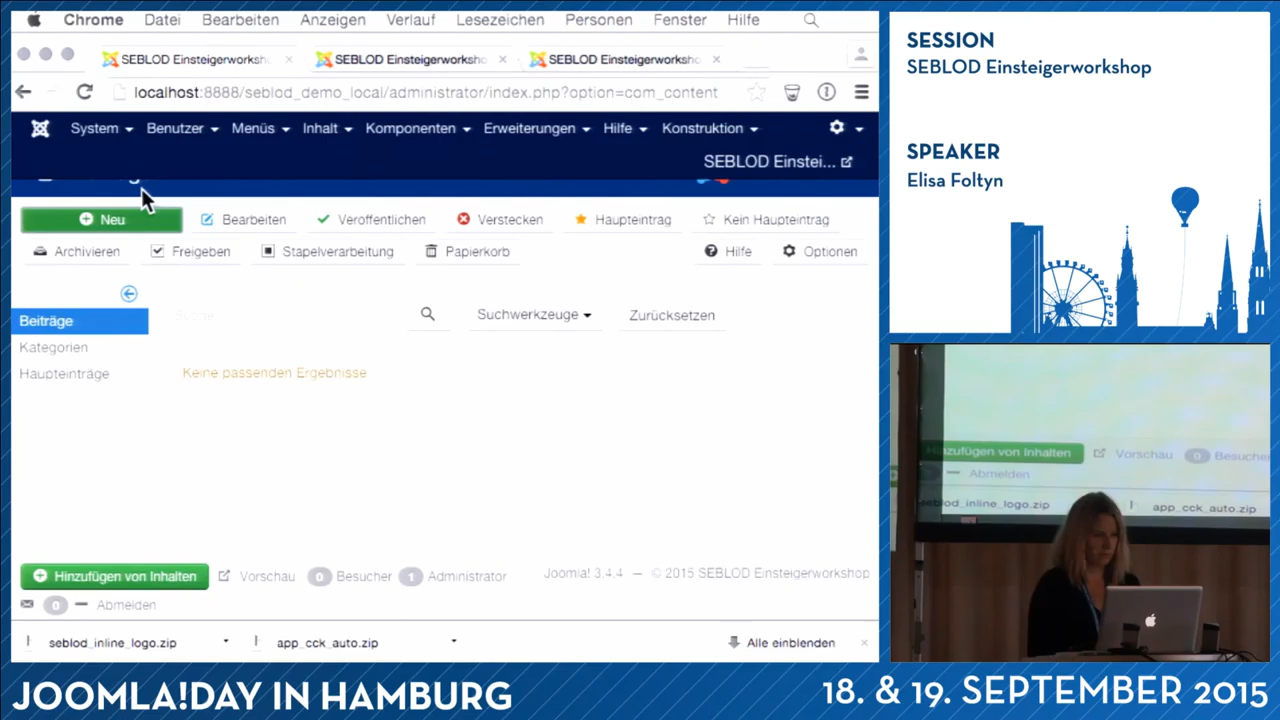 Chrome Datei Bearbeiten Anzeigen Verlauf Lesezeichen Personen Fenster Hilfe
SEBLOD Einsteigerworksho SEBLOD Einsteigerworksho SEBLOD Einsteigerworksho
localhost:8888/seblod_demo_local/administrator/index.php?option=com_content
System Benutzer Menüs Inhalt Komponenten Erweiterungen Hilfe Konstruktion
SEBLOD Einstei...
Neu Bearbeiten Veröffentlichen Verstecken Haupteintrag Kein Haupteintrag
Archivieren Freigeben Stapelverarbeitung Papierkorb Hilfe Optionen
Beiträge
Kategorien
Haupteinträge
Suche
Suchwerkzeuge Zurücksetzen
Keine passenden Ergebnisse
Hinzufügen von Inhalten Vorschau 0 Besucher 1 Administrator Joomla! 3.4.4 — © 2015 SEBLOD Einsteigerworkshop
0 Abmelden
seblod_inline_logo.zip app_cck_auto.zip Alle einblenden
SESSION
SEBLOD Einsteigerworkshop
SPEAKER
Elisa Foltyn
Hinzufügen von Inhalten Vorschau 0 Besucher
Abmelden
seblod_inline_logo.zip app_cck_auto.zip
JOOMLA!DAY IN HAMBURG
18. & 19. SEPTEMBER 2015